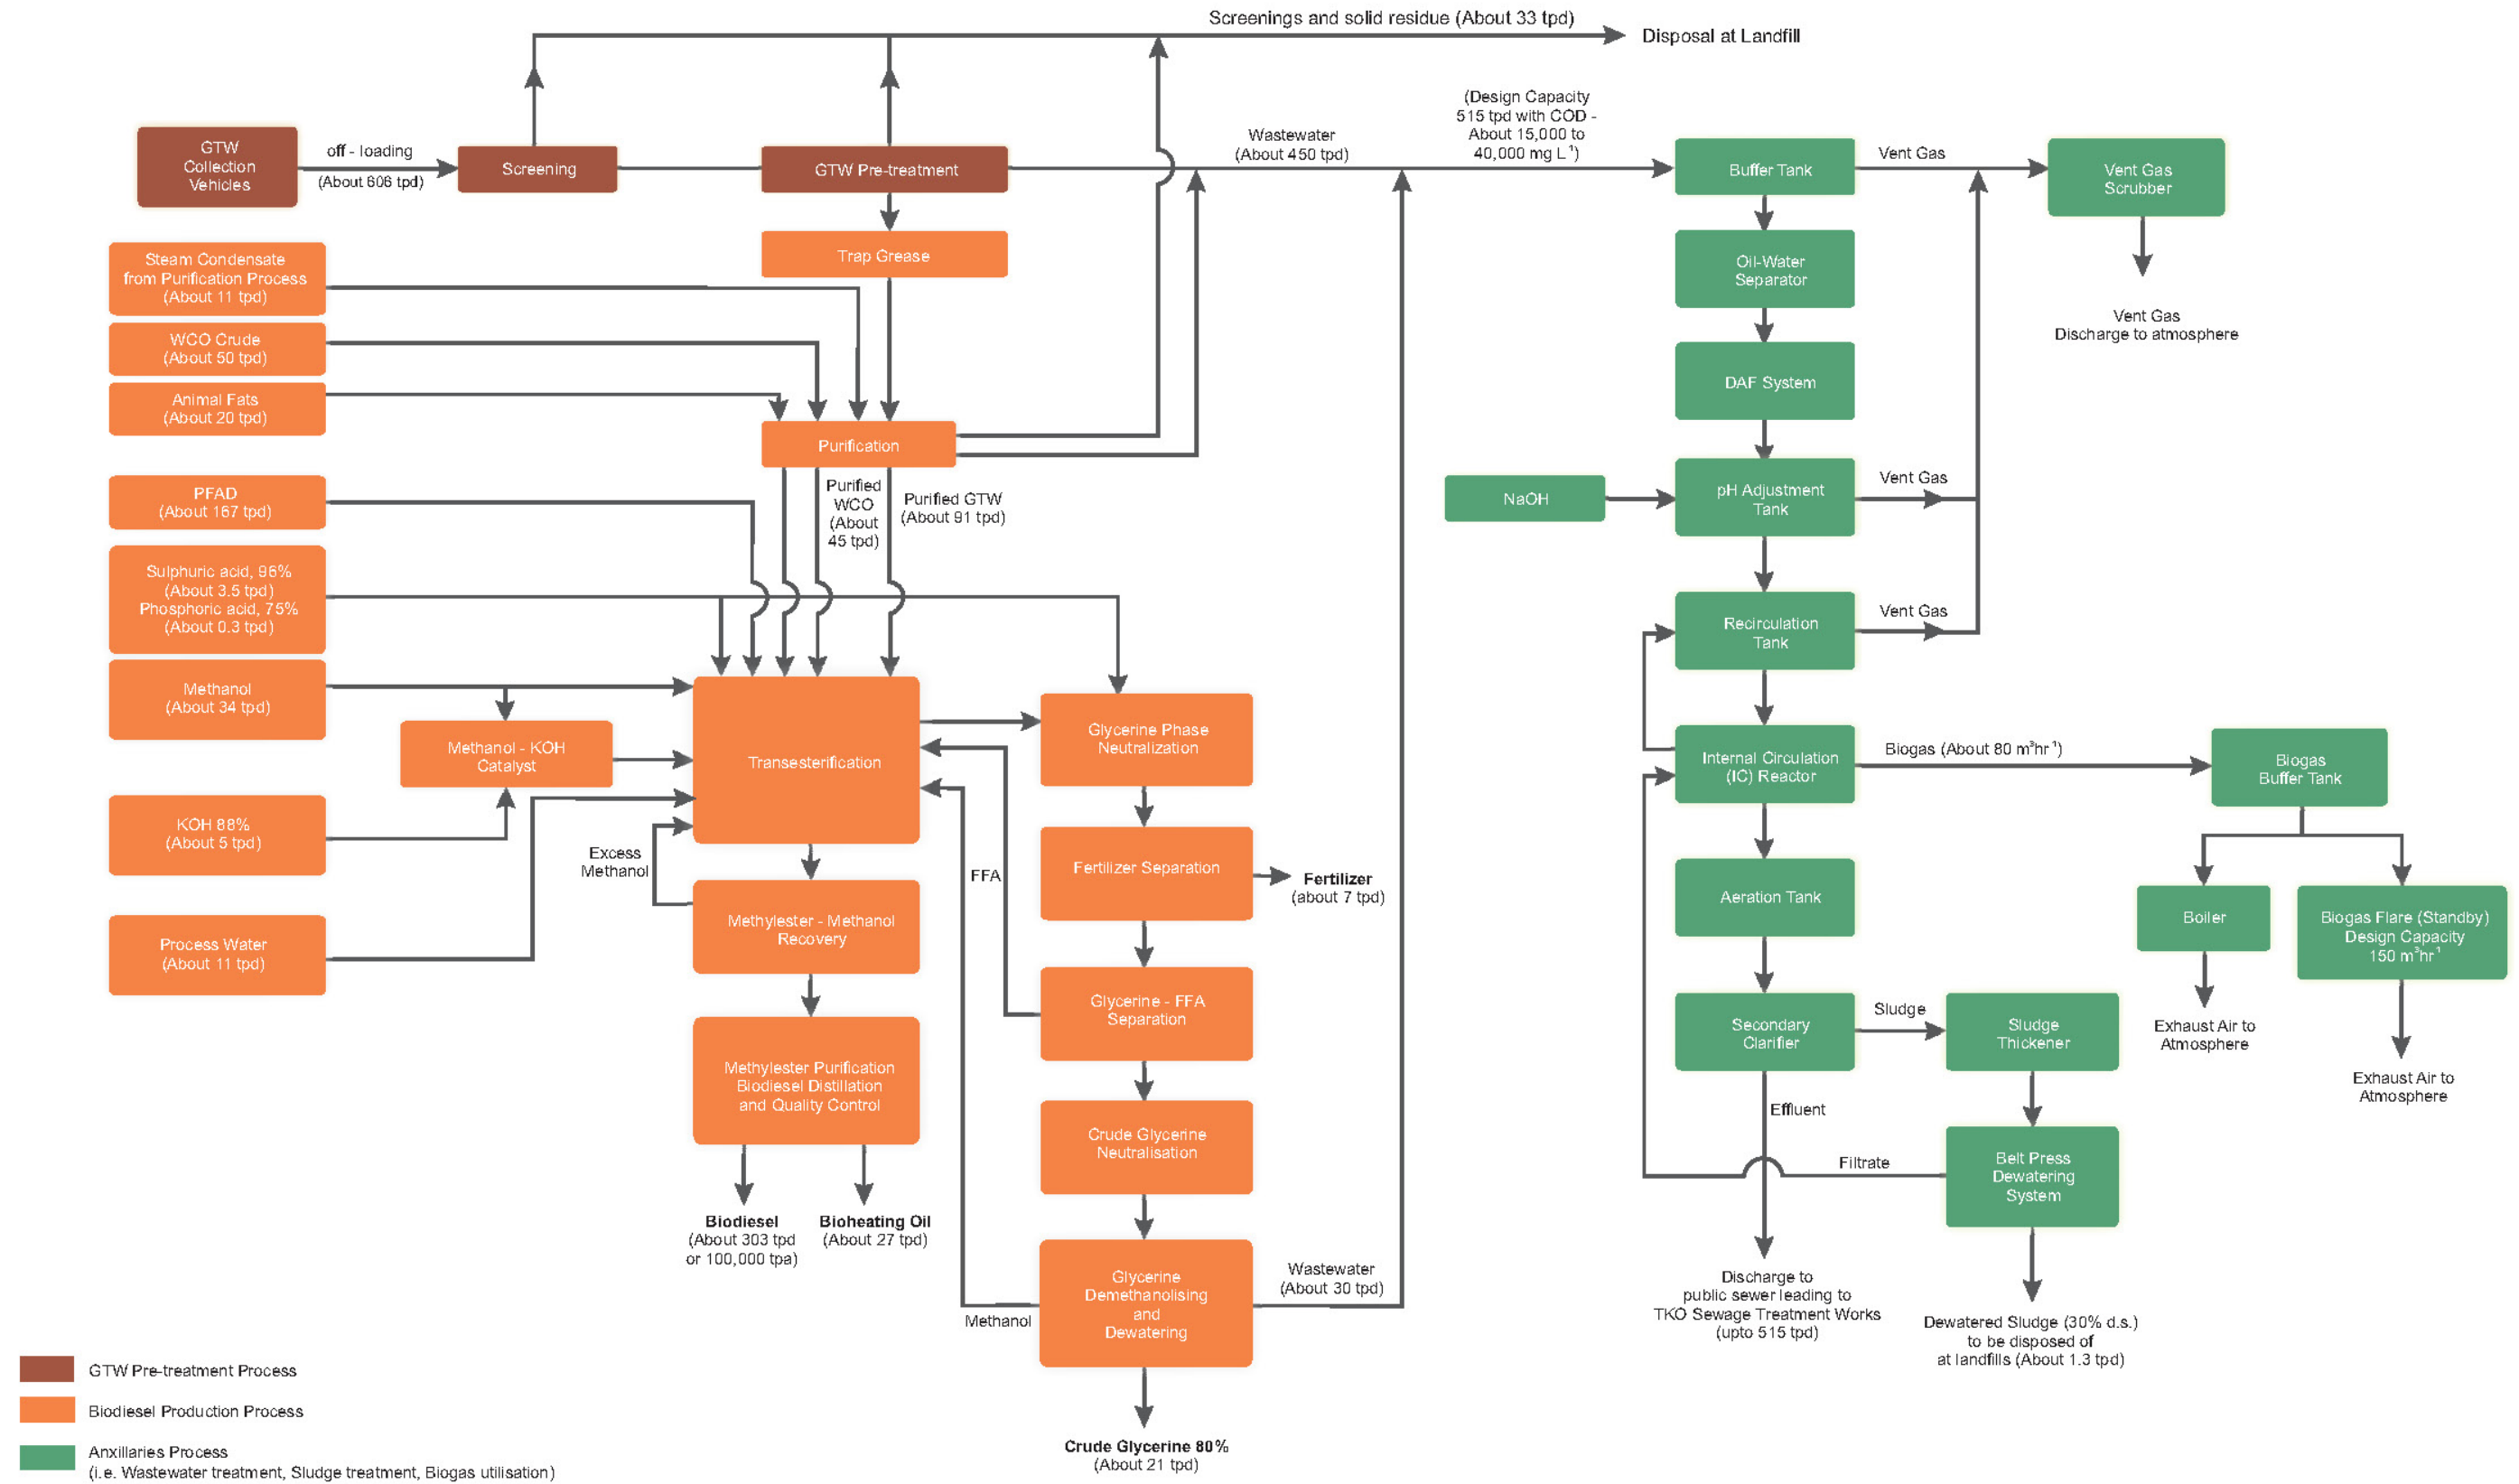 Screenings and solid residue (About 33 tpd)
Disposal at Landfill
GTW
Collection
Vehicles
off - loading
(About 606 tpd)
Screening
GTW Pre-treatment
Wastewater
(About 450 tpd)
(Design Capacity
515 tpd with COD -
About 15,000 to
40,000 mg L⁻¹)
Buffer Tank
Vent Gas
Vent Gas
Scrubber
Vent Gas
Discharge to atmosphere
Steam Condensate
from Purification Process
(About 11 tpd)
WCO Crude
(About 50 tpd)
Animal Fats
(About 20 tpd)
Trap Grease
Purification
Purified
WCO
(About
45 tpd)
Purified GTW
(About 91 tpd)
PFAD
(About 167 tpd)
Sulphuric acid, 96%
(About 3.5 tpd)
Phosphoric acid, 75%
(About 0.3 tpd)
Methanol
(About 34 tpd)
Methanol - KOH
Catalyst
KOH 88%
(About 5 tpd)
Process Water
(About 11 tpd)
Transesterification
Excess
Methanol
Methylester - Methanol
Recovery
Methylester Purification
Biodiesel Distillation
and Quality Control
Biodiesel
(About 303 tpd
or 100,000 tpa)
Bioheating Oil
(About 27 tpd)
FFA
Methanol
Glycerine Phase
Neutralization
Fertilizer Separation
Fertilizer
(about 7 tpd)
Glycerine - FFA
Separation
Crude Glycerine
Neutralisation
Glycerine
Demethanolising
and
Dewatering
Wastewater
(About 30 tpd)
Crude Glycerine 80%
(About 21 tpd)
Oil-Water
Separator
DAF System
NaOH
pH Adjustment
Tank
Vent Gas
Recirculation
Tank
Vent Gas
Internal Circulation
(IC) Reactor
Biogas (About 80 m³hr⁻¹)
Biogas
Buffer Tank
Aeration Tank
Boiler
Biogas Flare (Standby)
Design Capacity
150 m³hr⁻¹
Exhaust Air to
Atmosphere
Exhaust Air to
Atmosphere
Secondary
Clarifier
Sludge
Sludge
Thickener
Effluent
Filtrate
Belt Press
Dewatering
System
Discharge to
public sewer leading to
TKO Sewage Treatment Works
(upto 515 tpd)
Dewatered Sludge (30% d.s.)
to be disposed of
at landfills (About 1.3 tpd)
GTW Pre-treatment Process
Biodiesel Production Process
Anxillaries Process
(i.e. Wastewater treatment, Sludge treatment, Biogas utilisation)